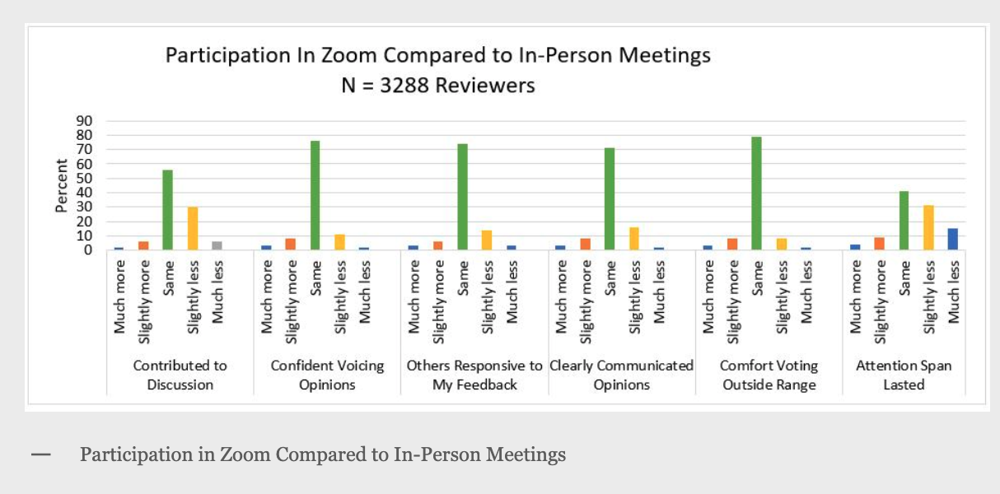 Participation In Zoom Compared to In-Person Meetings
N = 3288 Reviewers
Percent
90
80
70
60
50
40
30
20
10
0
Much more
Slightly more
Same
Slightly less
Much less
Much more
Slightly more
Same
Slightly less
Much less
Much more
Slightly more
Same
Slightly less
Much less
Much more
Slightly more
Same
Slightly less
Much less
Much more
Slightly more
Same
Slightly less
Much less
Much more
Slightly more
Same
Slightly less
Much less
Contributed to
Discussion
Confident Voicing
Opinions
Others Responsive to
My Feedback
Clearly Communicated
Opinions
Comfort Voting
Outside Range
Attention Span
Lasted
— Participation in Zoom Compared to In-Person Meetings